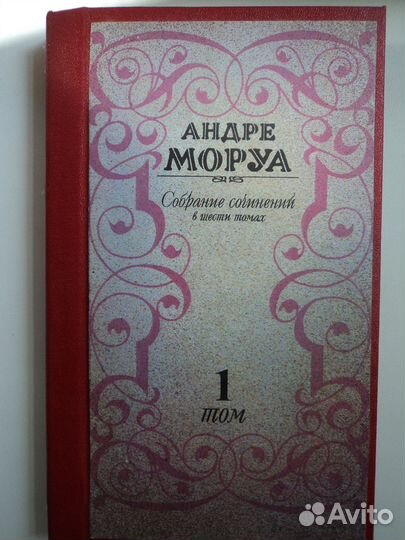 АНДРЕ
МОРУА
Собрание сочинений
в шести томах
1
том
Avito